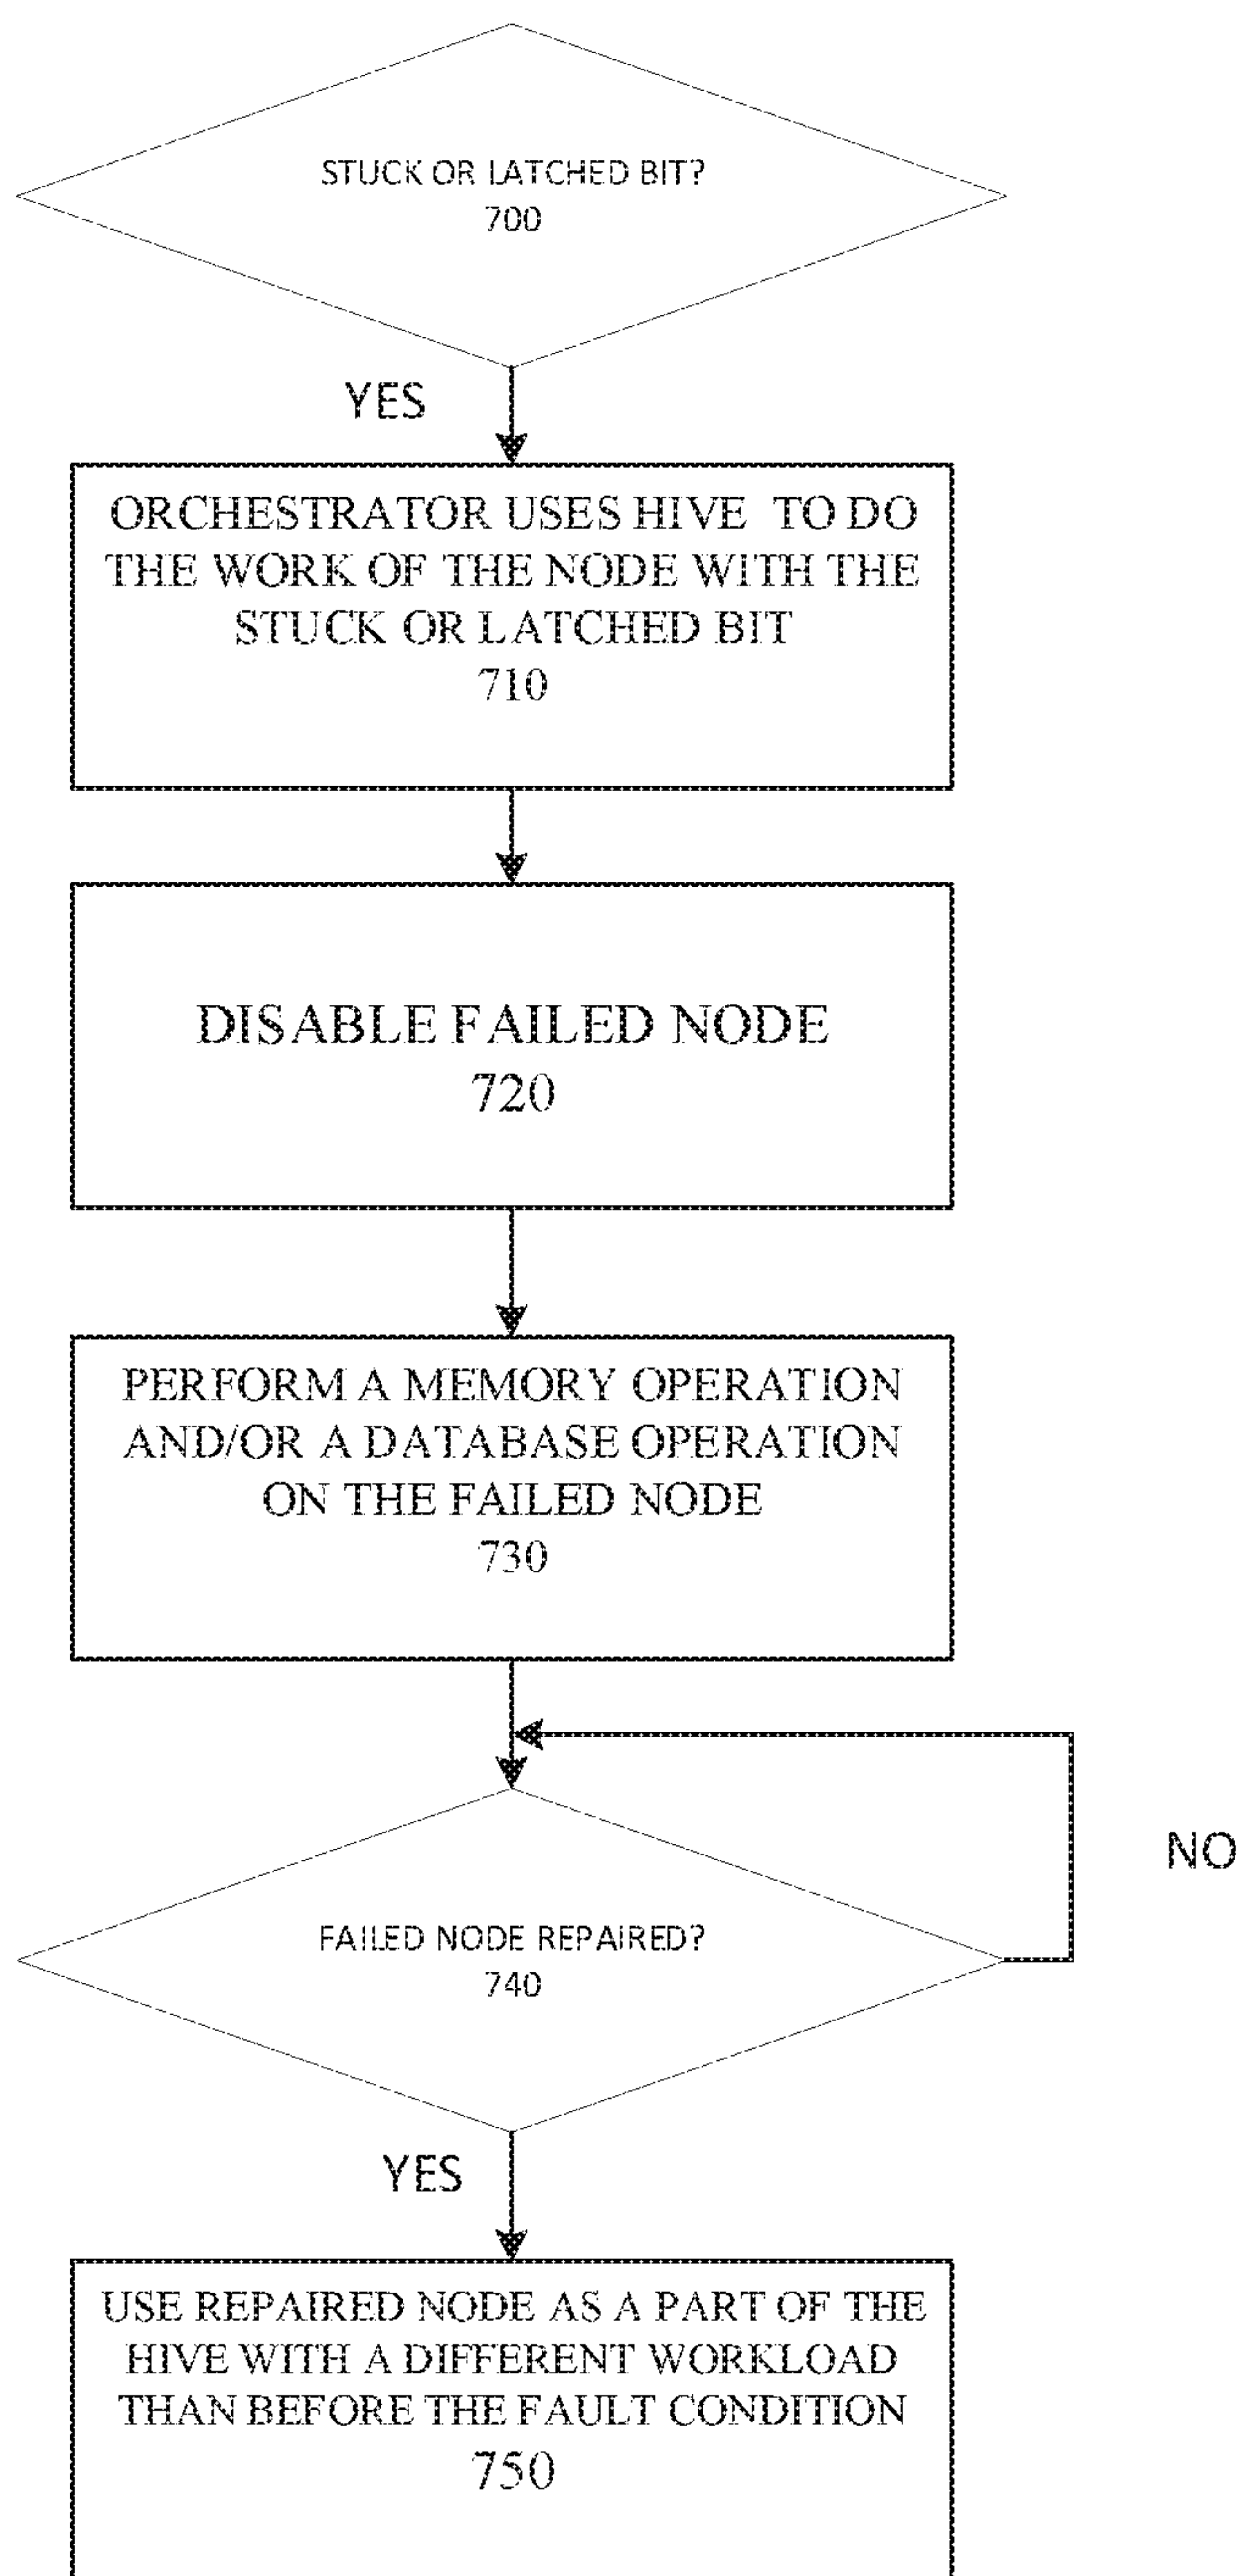 STUCK OR LATCHED BIT?
700
YES
ORCHESTRATOR USES HIVE TO DO
THE WORK OF THE NODE WITH THE
STUCK OR LATCHED BIT
710
DISABLE FAILED NODE
720
PERFORM A MEMORY OPERATION
AND/OR A DATABASE OPERATION
ON THE FAILED NODE
730
NO
FAILED NODE REPAIRED?
740
YES
USE REPAIRED NODE AS A PART OF THE
HIVE WITH A DIFFERENT WORKLOAD
THAN BEFORE THE FAULT CONDITION
750